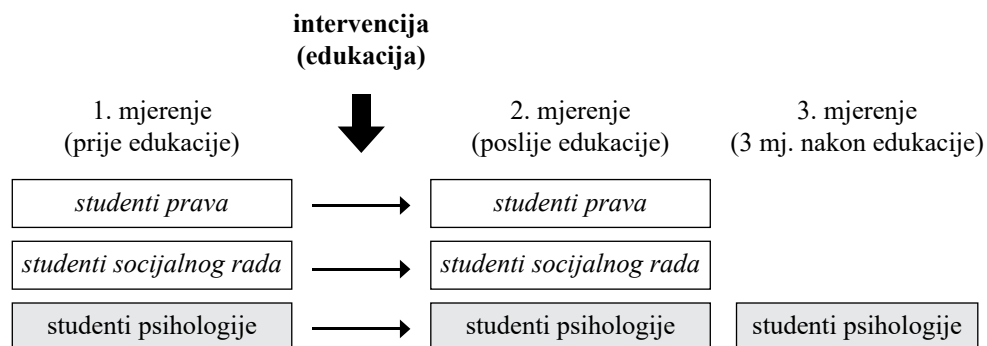 intervencija
(edukacija)
1. mjerenje
(prije edukacije)
2. mjerenje
(poslije edukacije)
3. mjerenje
(3 mj. nakon edukacije)
studenti prava
studenti prava
studenti socijalnog rada
studenti socijalnog rada
studenti psihologije
studenti psihologije
studenti psihologije